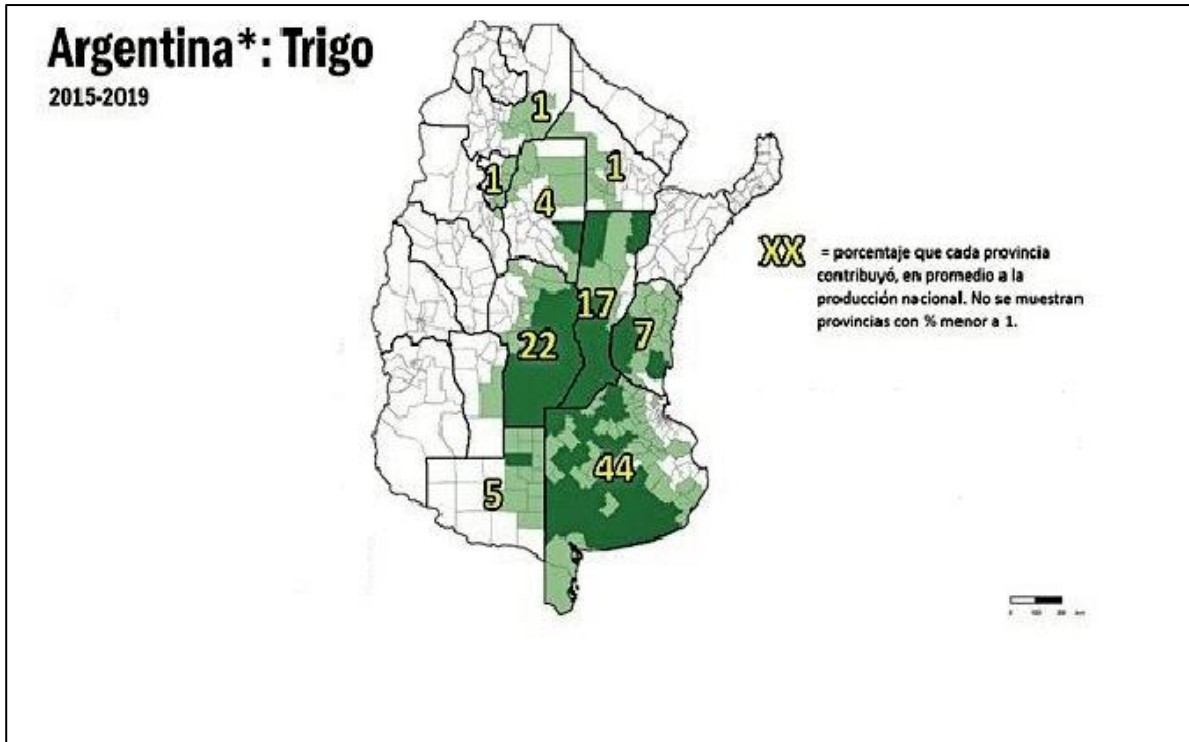 Argentina*: Trigo
2015-2019
1
1
1
4
17
7
22
44
5
XX = porcentaje que cada provincia
contribuyó, en promedio a la
producción nacional. No se muestran
provincias con % menor a 1.